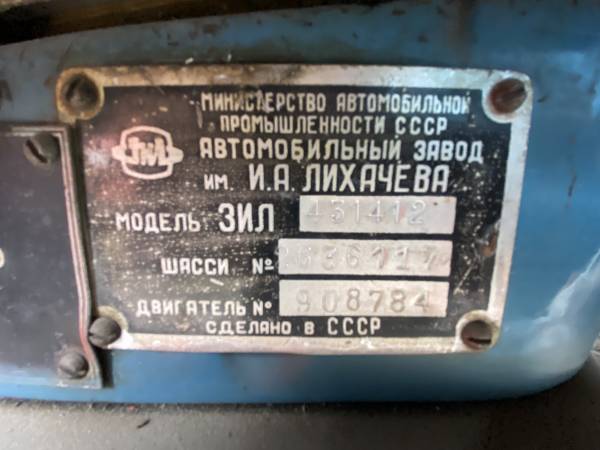 МИНИСТЕРСТВО АВТОМОБИЛЬНОЙ
ПРОМЫШЛЕННОСТИ СССР
ЗИЛ
АВТОМОБИЛЬНЫЙ ЗАВОД
ИМ. И.А. ЛИХАЧЕВА
МОДЕЛЬ ЗИЛ 431412
ШАССИ №
ДВИГАТЕЛЬ № 908784
СДЕЛАНО В СССР